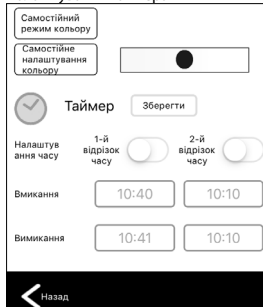 Самостійний
режим кольору
Самостійне
налаштування
кольору
Таймер
Зберегти
Налаштув
ання часу
1-й
відрізок
часу
2-й
відрізок
часу
Вмикання
10:40
10:10
Вимикання
10:41
10:10
Назад